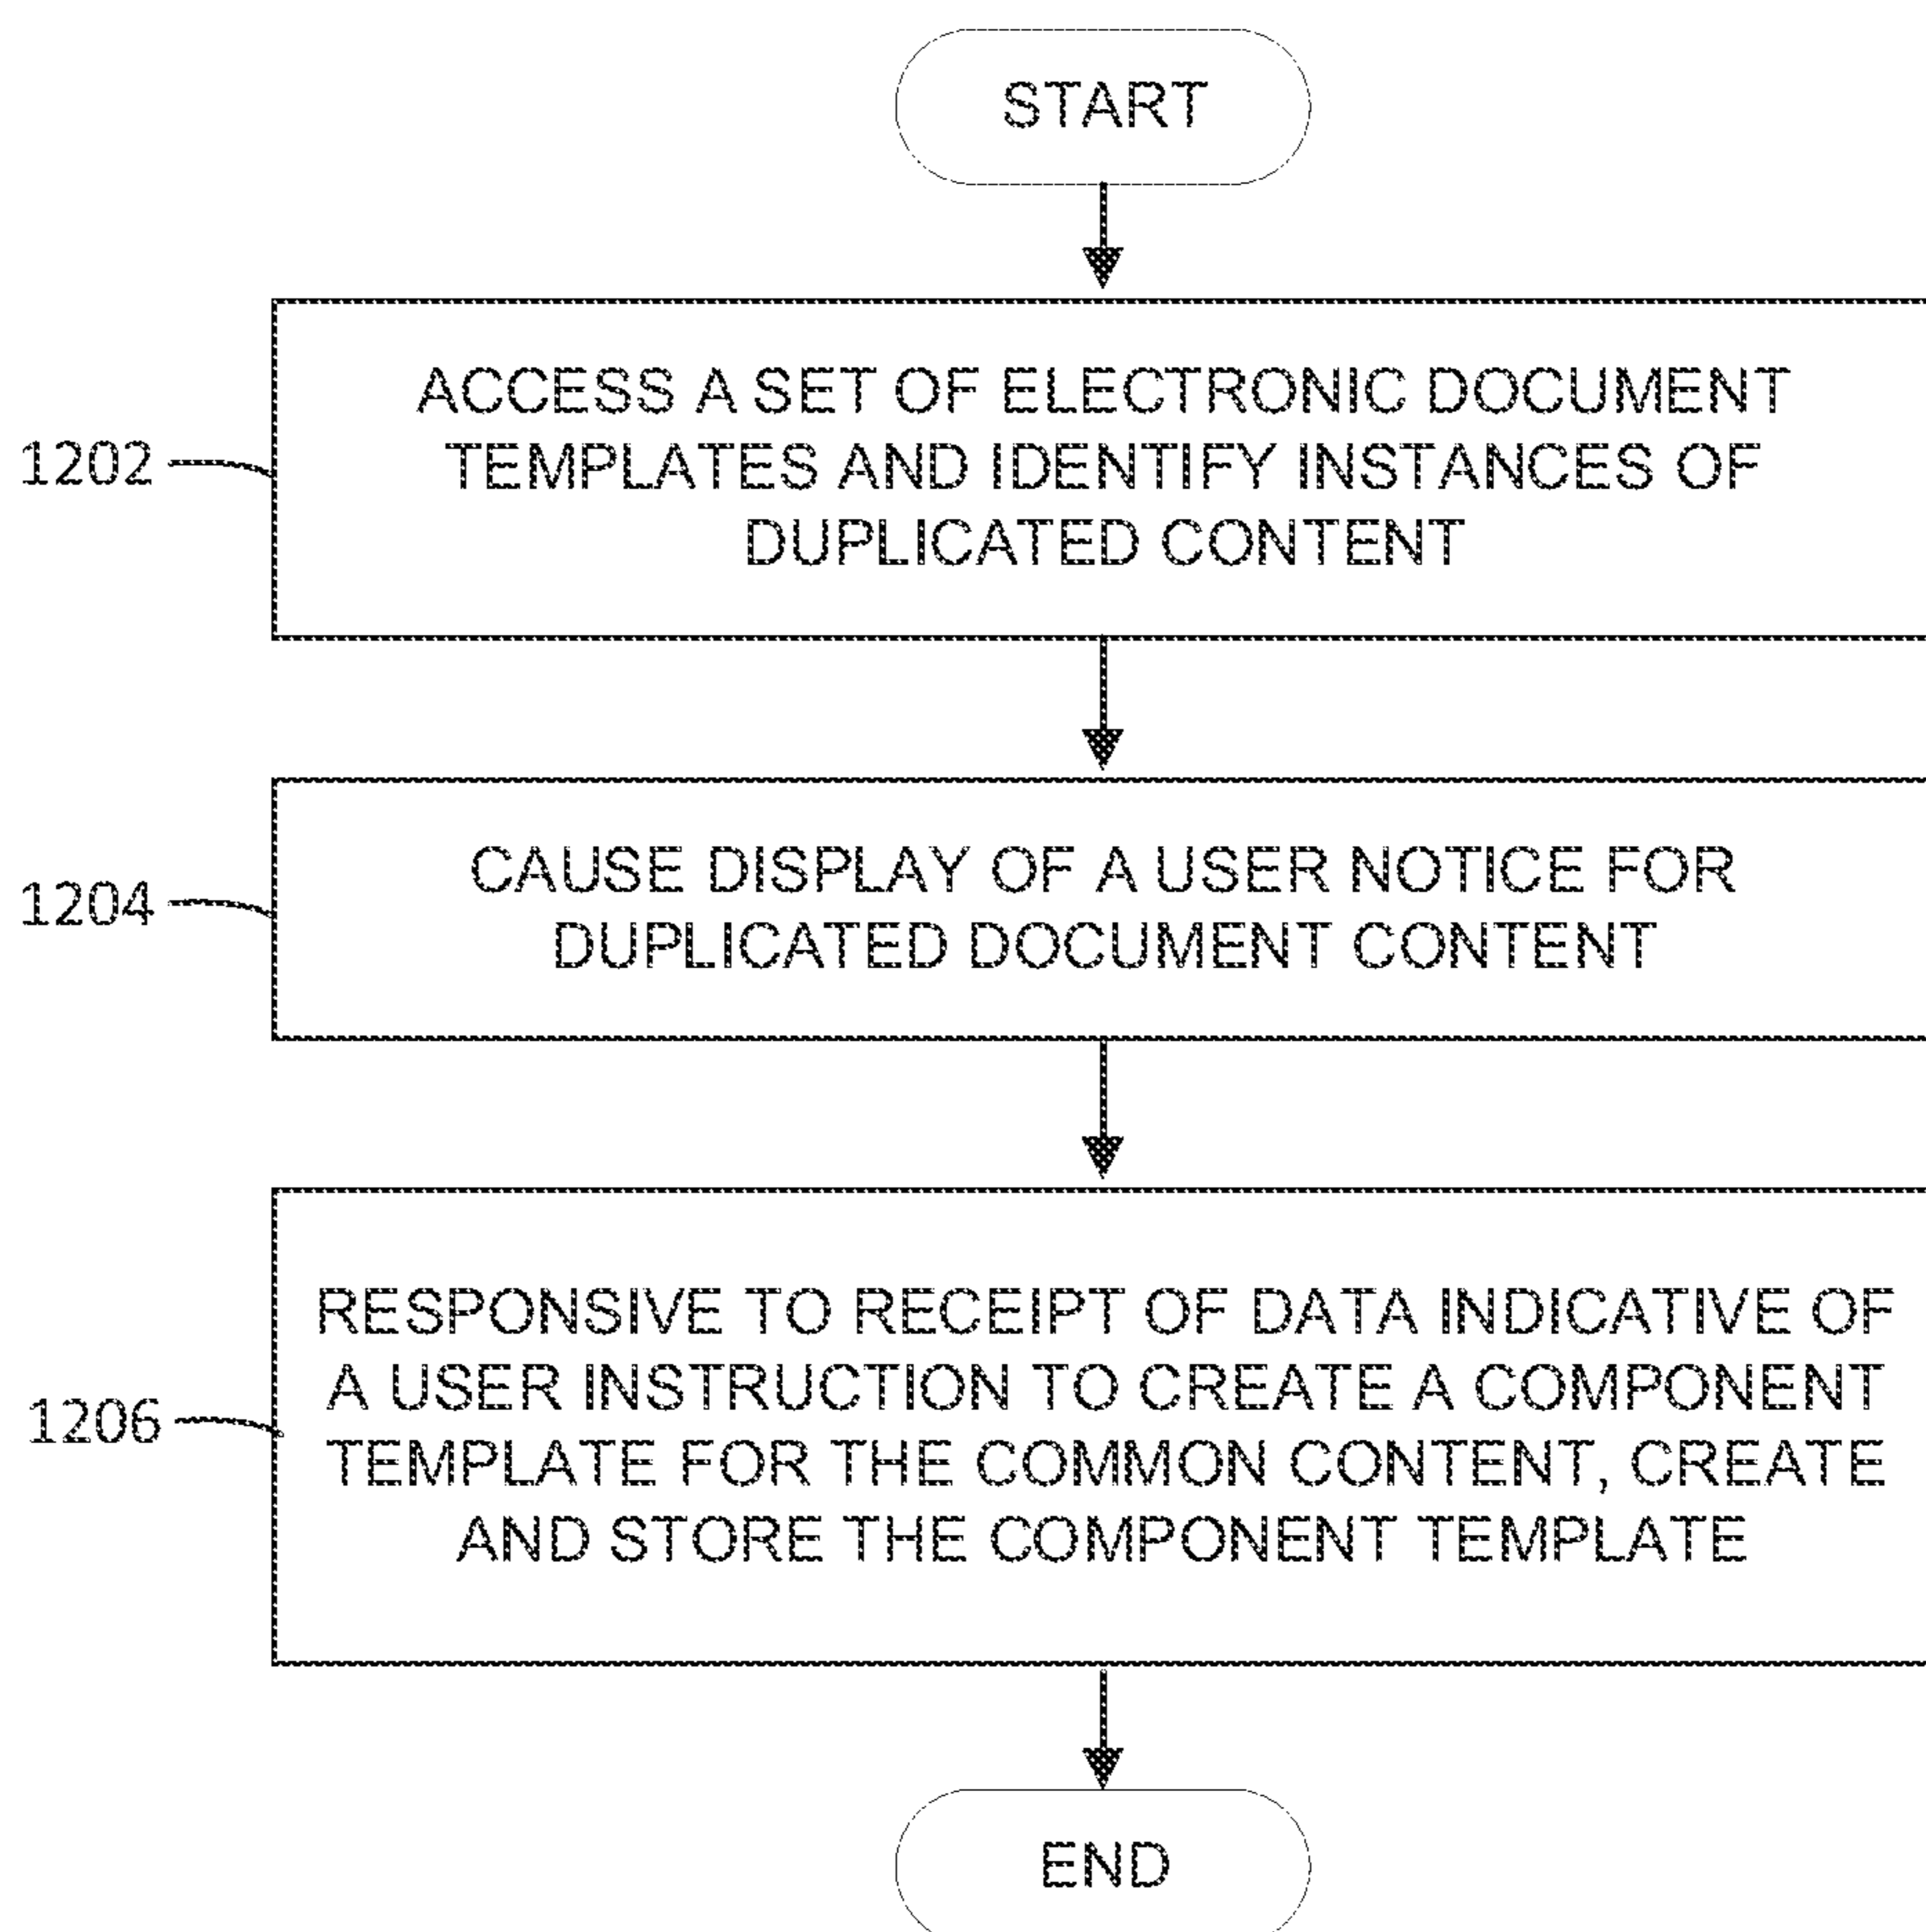 START
ACCESS A SET OF ELECTRONIC DOCUMENT
TEMPLATES AND IDENTIFY INSTANCES OF
DUPLICATED CONTENT
1202
CAUSE DISPLAY OF A USER NOTICE FOR
DUPLICATED DOCUMENT CONTENT
1204
RESPONSIVE TO RECEIPT OF DATA INDICATIVE OF
A USER INSTRUCTION TO CREATE A COMPONENT
TEMPLATE FOR THE COMMON CONTENT, CREATE
AND STORE THE COMPONENT TEMPLATE
1206
END